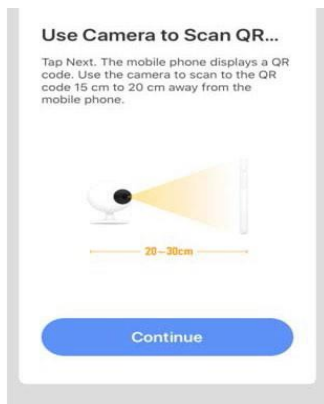 Use Camera to Scan QR...
Tap Next. The mobile phone displays a QR
code. Use the camera to scan to the QR
code 15 cm to 20 cm away from the
mobile phone.
20–30cm
Continue